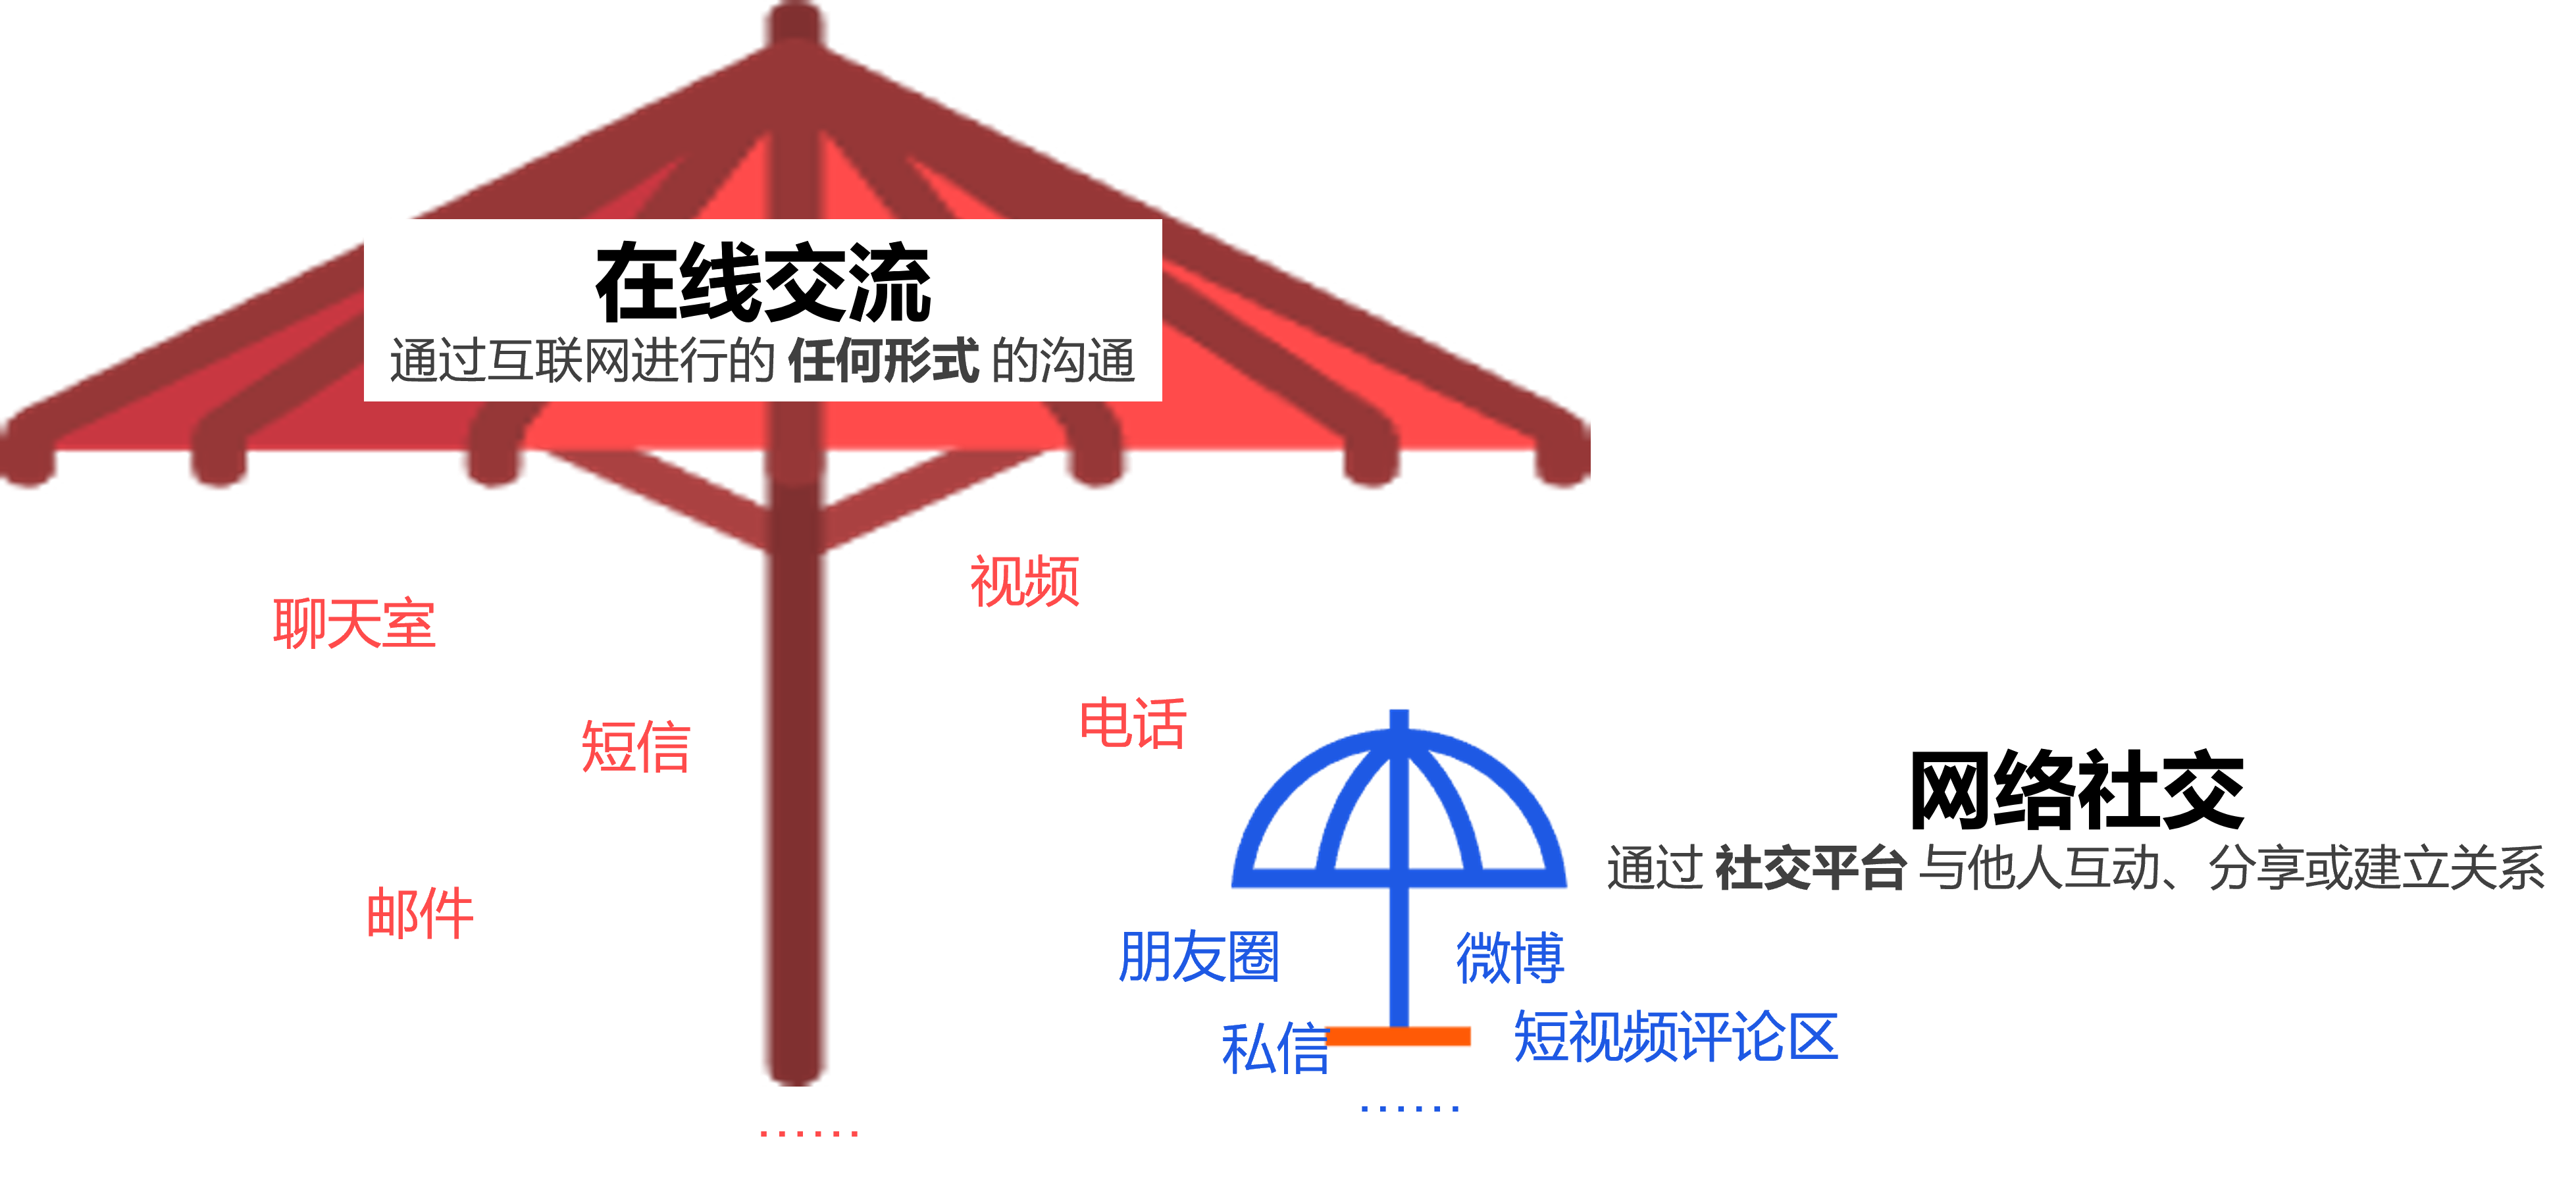 在线交流
通过互联网进行的 任何形式 的沟通
视频
聊天室
电话
短信
邮件
……
网络社交
通过 社交平台 与他人互动、分享或建立关系
朋友圈
微博
私信
短视频评论区
……